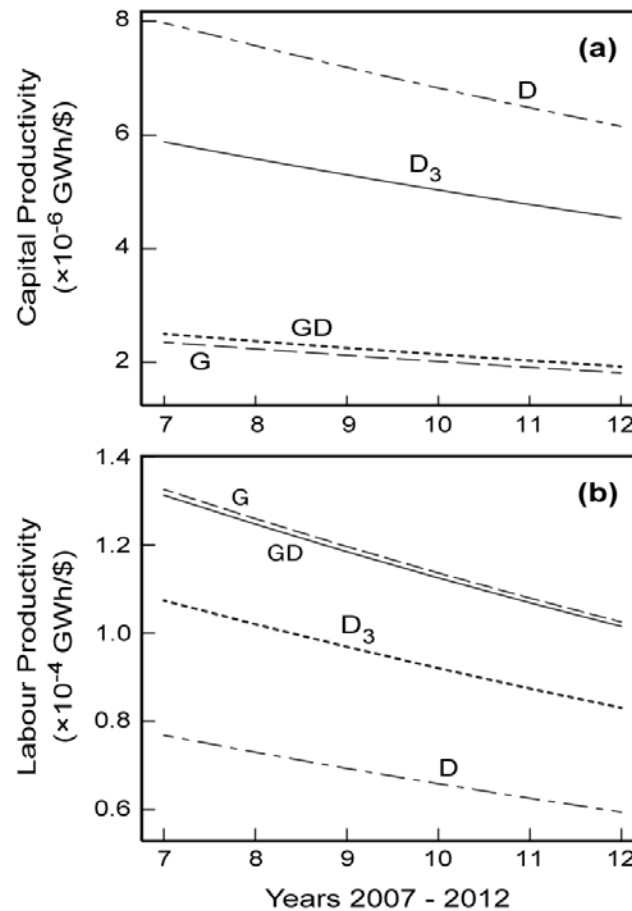 8
(a)
D
6
D3
4
GD
2
G
7 8 9 10 11 12
Capital Productivity
(×10-6 GWh/$)
1.4
(b)
G
1.2
GD
1.0
D3
0.8
D
0.6
7 8 9 10 11 12
Labour Productivity
(×10-4 GWh/$)
Years 2007 - 2012